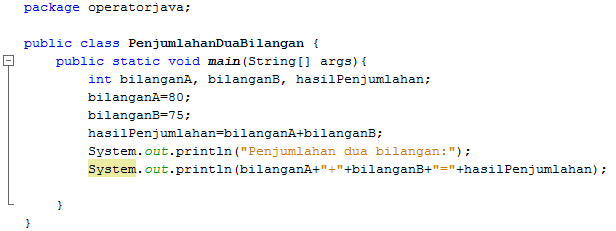 package operatorjava;
public class PenjumlahanDuaBilangan {
public static void main(String[] args){
int bilanganA, bilanganB, hasilPenjumlahan;
bilanganA=80;
bilanganB=75;
hasilPenjumlahan=bilanganA+bilanganB;
System.out.println("Penjumlahan dua bilangan:");
System.out.println(bilanganA+"+"+bilanganB+"="+hasilPenjumlahan);
}
}